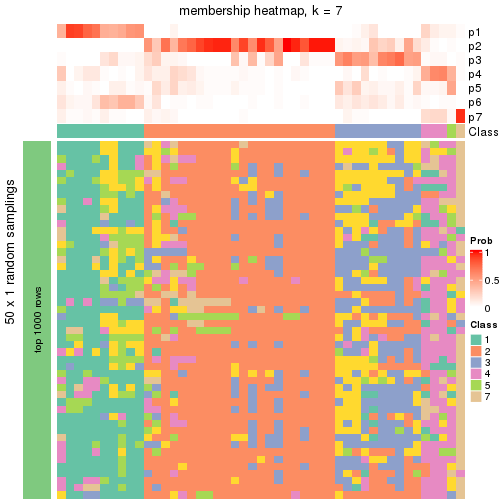 membership heatmap, k = 7
p1
p2
p3
p4
p5
p6
p7
Class
50 x 1 random samplings
top 1000 rows
Prob
1
0.5
0
Class
1
2
3
4
5
7